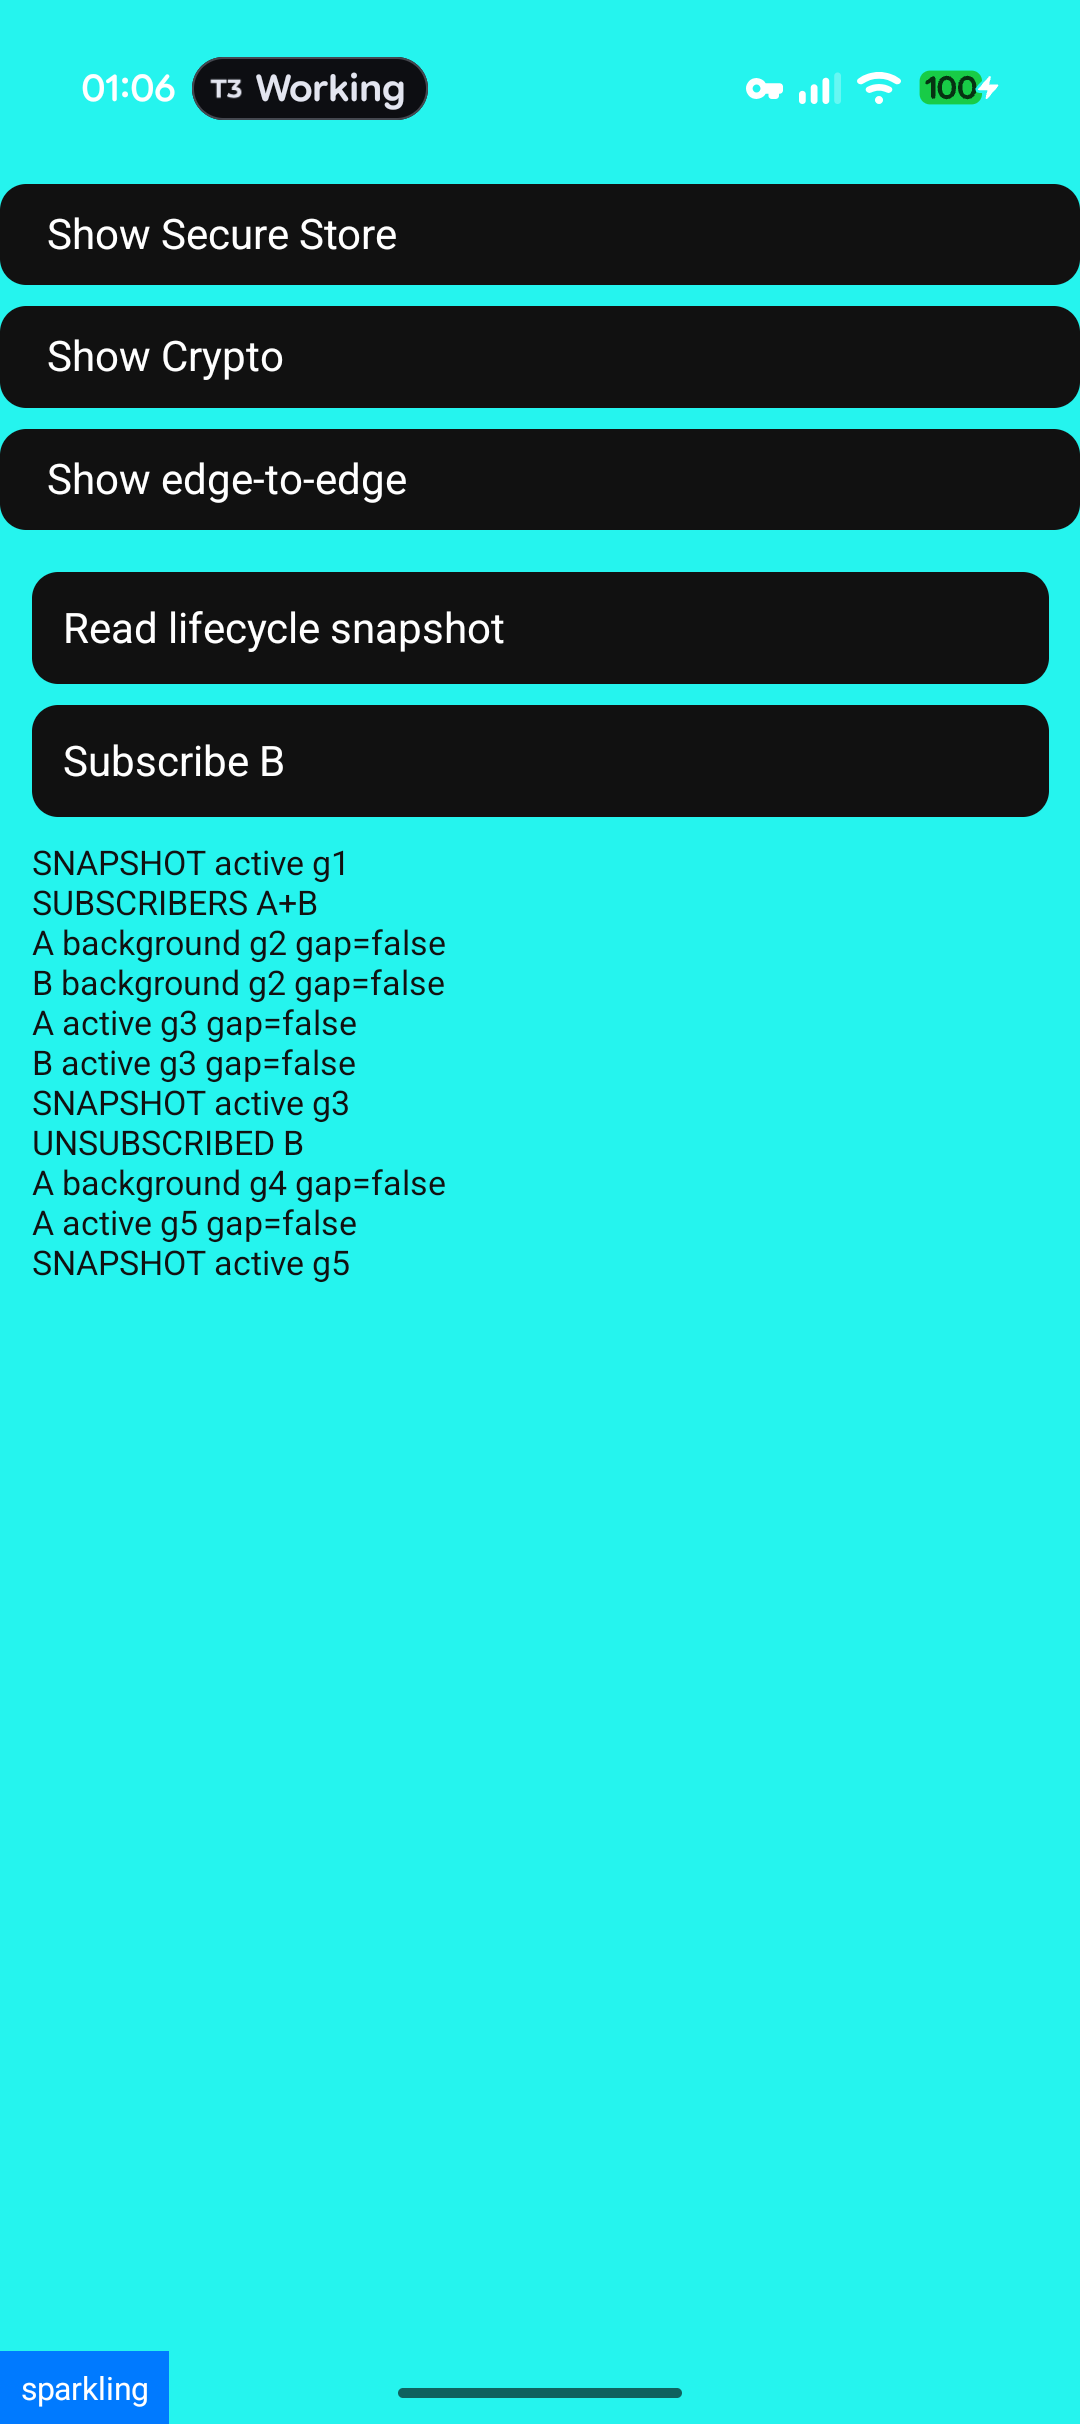 01:06 T3 Working 100
Show Secure Store
Show Crypto
Show edge-to-edge
Read lifecycle snapshot
Subscribe B
SNAPSHOT active g1
SUBSCRIBERS A+B
A background g2 gap=false
B background g2 gap=false
A active g3 gap=false
B active g3 gap=false
SNAPSHOT active g3
UNSUBSCRIBED B
A background g4 gap=false
A active g5 gap=false
SNAPSHOT active g5
sparkling